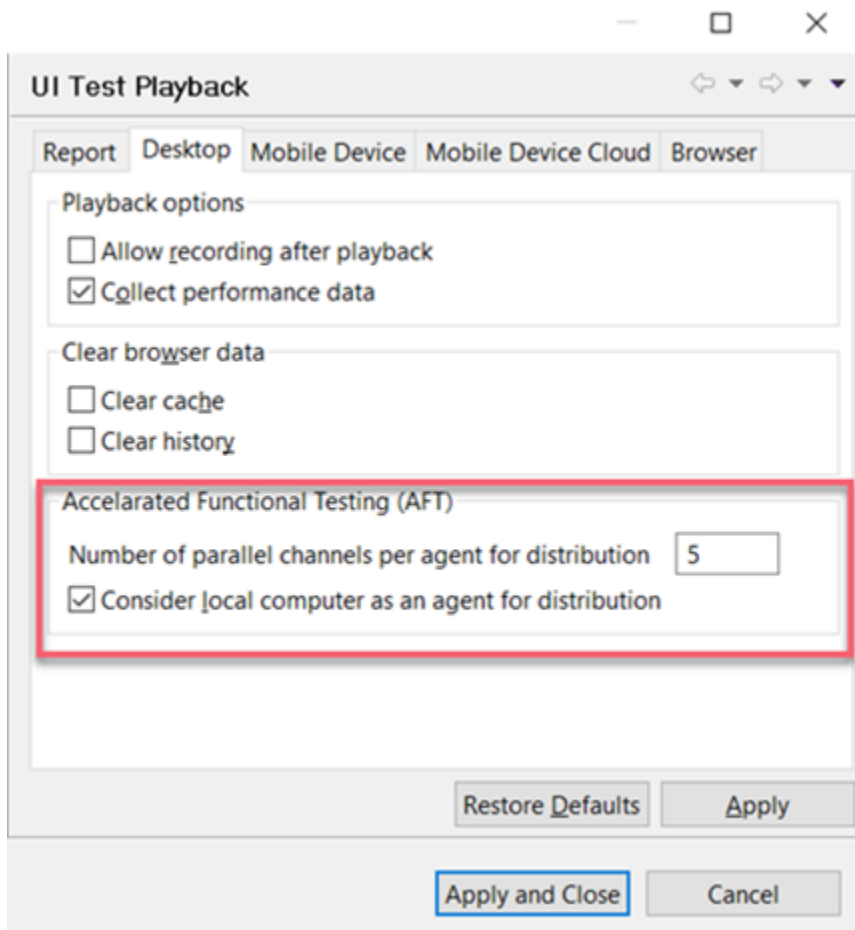 UI Test Playback
Report Desktop Mobile Device Mobile Device Cloud Browser
Playback options
Allow recording after playback
Collect performance data
Clear browser data
Clear cache
Clear history
Accelarated Functional Testing (AFT)
Number of parallel channels per agent for distribution 5
Consider local computer as an agent for distribution
Restore Defaults Apply
Apply and Close Cancel